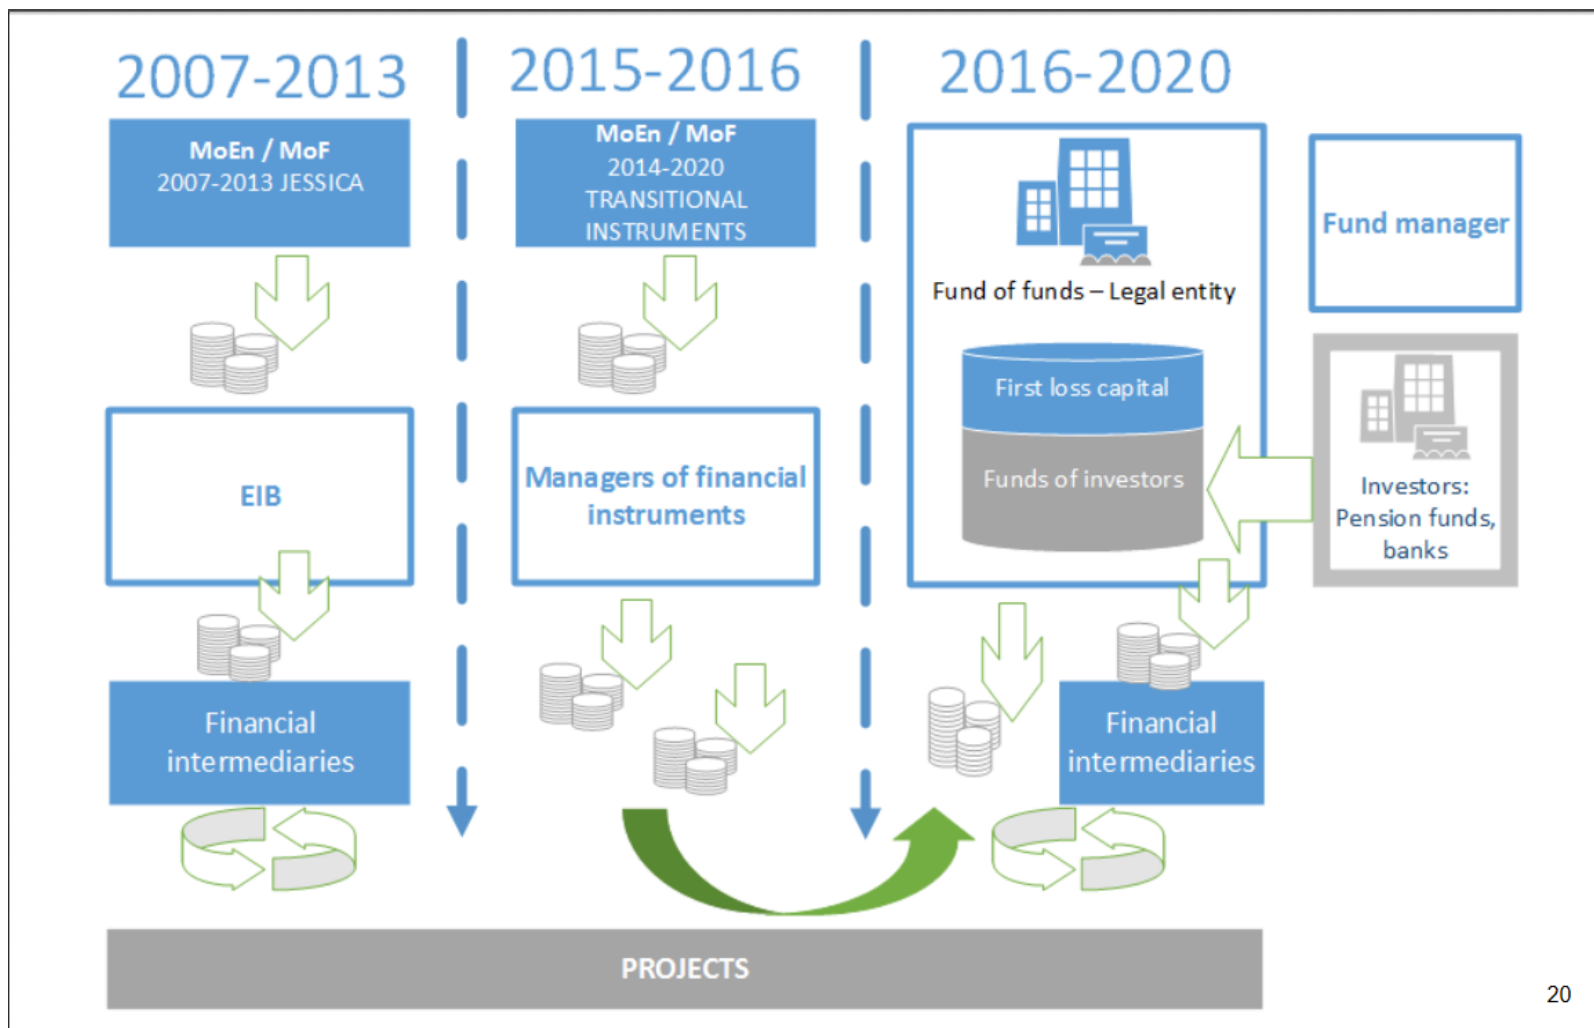 2007-2013
MoEn / MoF
2007-2013 JESSICA
EIB
Financial
intermediaries
2015-2016
MoEn / MoF
2014-2020
TRANSITIONAL
INSTRUMENTS
Managers of financial
instruments
2016-2020
Fund of funds – Legal entity
First loss capital
Funds of investors
Financial
intermediaries
Fund manager
Investors:
Pension funds,
banks
PROJECTS
20